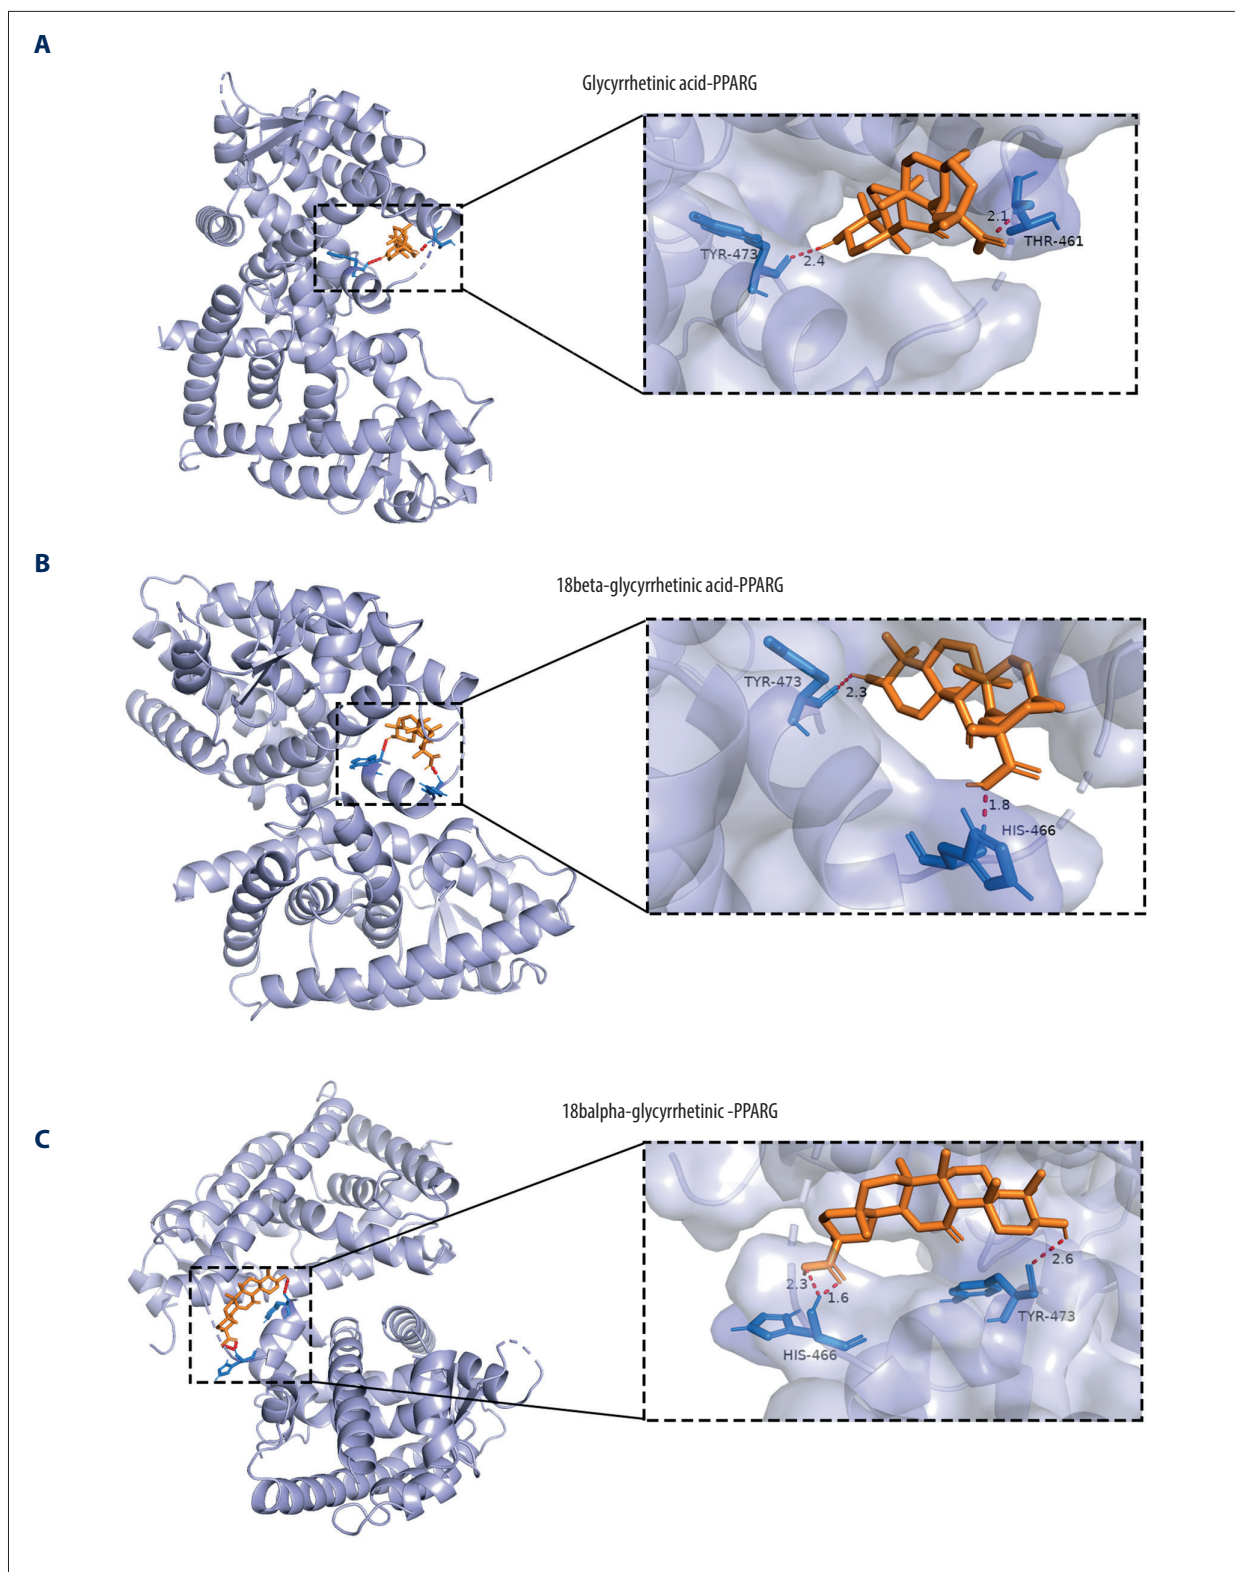 A
Glycyrrhetinic acid-PPARG
TYR-473
2.4
2.1
THR-461
B
18beta-glycyrrhetinic acid-PPARG
TYR-473
2.3
1.8
HIS-466
C
18balpha-glycyrrhetinic -PPARG
2.3
1.6
HIS-466
2.6
TYR-473